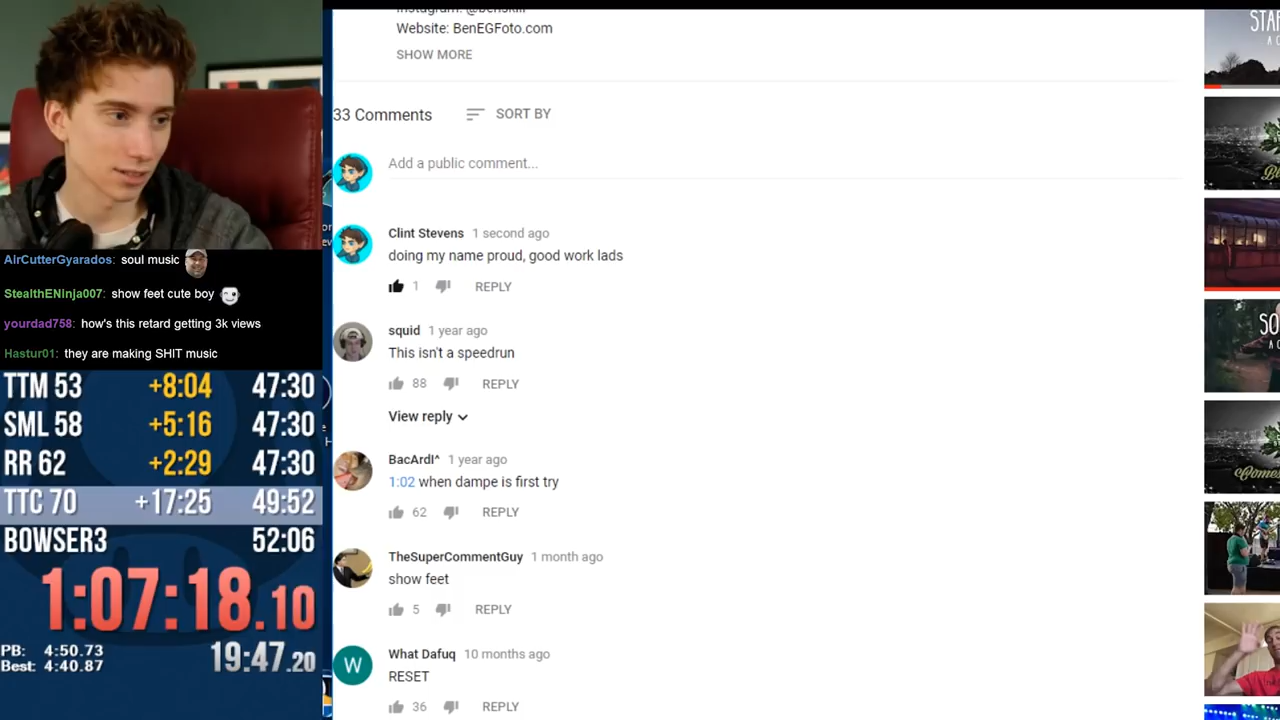 Website: BenEGFoto.com
SHOW MORE
33 Comments
SORT BY
Add a public comment...
Clint Stevens 1 second ago
doing my name proud, good work lads
1 REPLY
squid 1 year ago
This isn't a speedrun
88 REPLY
View reply
BacArdI^ 1 year ago
1:02 when dampe is first try
62 REPLY
TheSuperCommentGuy 1 month ago
show feet
5 REPLY
W
What Dafuq 10 months ago
RESET
36 REPLY
AirCutterGyarados: soul music
StealthENinja007: show feet cute boy
yourdad758: how's this retard getting 3k views
Hastur01: they are making SHIT music
TTM 53 +8:04 47:30
SML 58 +5:16 47:30
RR 62 +2:29 47:30
TTC 70 +17:25 49:52
BOWSER3 52:06
1:07:18.10
PB: 4:50.73
Best: 4:40.87
19:47.20